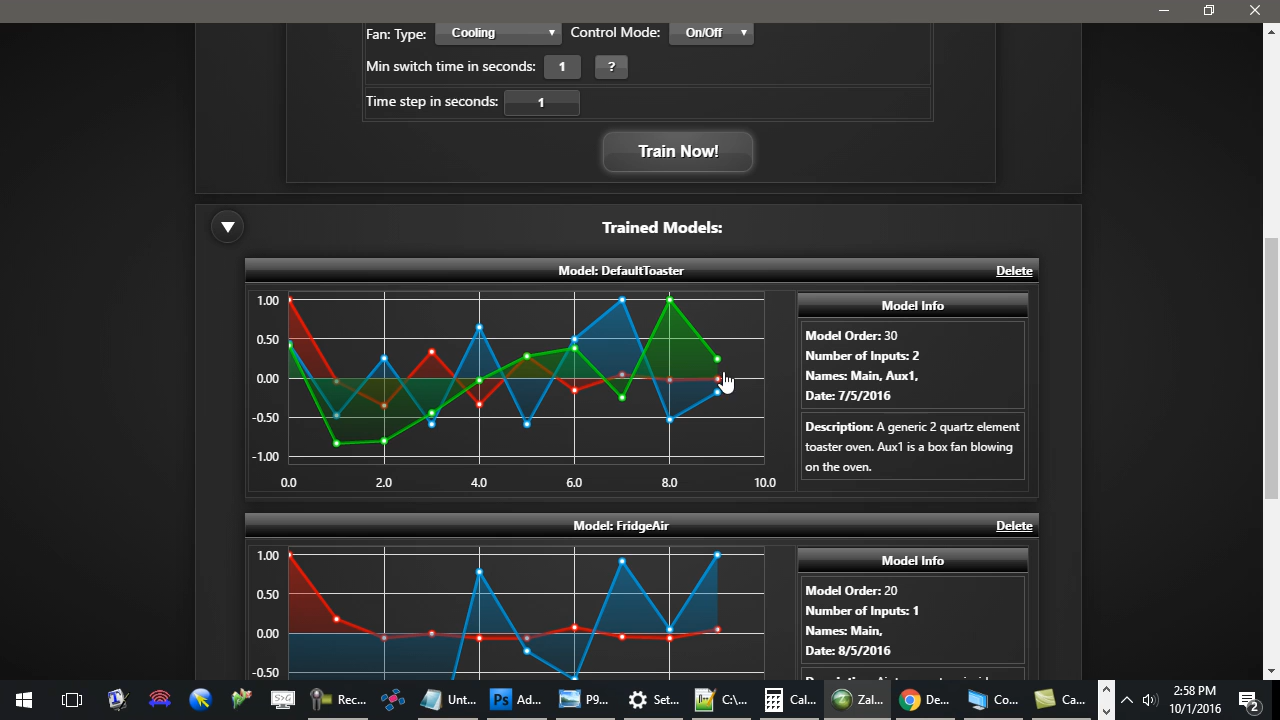 Fan: Type: Cooling Control Mode: On/Off
Min switch time in seconds: 1 ?
Time step in seconds: 1
Train Now!
Trained Models:
Model: DefaultToaster Delete
1.00
0.50
0.00
-0.50
-1.00
0.0 2.0 4.0 6.0 8.0 10.0
Model Info
Model Order: 30
Number of Inputs: 2
Names: Main, Aux1,
Date: 7/5/2016
Description: A generic 2 quartz element
toaster oven. Aux1 is a box fan blowing
on the oven.
Model: FridgeAir Delete
1.00
0.50
0.00
-0.50
Model Info
Model Order: 20
Number of Inputs: 1
Names: Main,
Date: 8/5/2016
Rec... Unt... Ps Ad... P9... Set... C:\... Cal... Zal... De... Co... Ca...
2:58 PM
10/1/2016
2